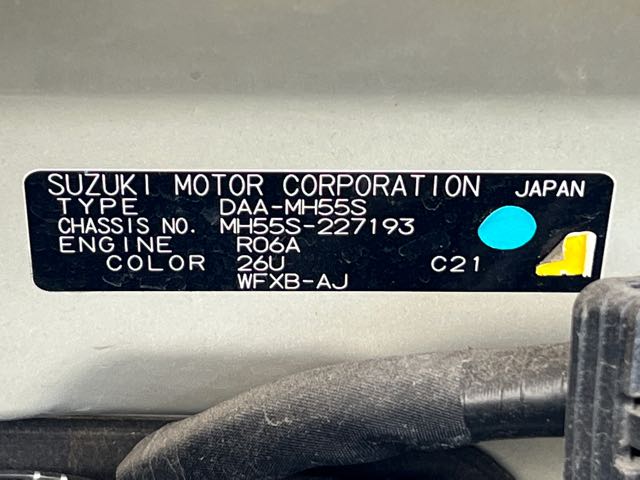 SUZUKI MOTOR CORPORATION JAPAN
TYPE DAA-MH55S
CHASSIS NO. MH55S-227193
ENGINE R06A
COLOR 26U C21
WFXB-AJ